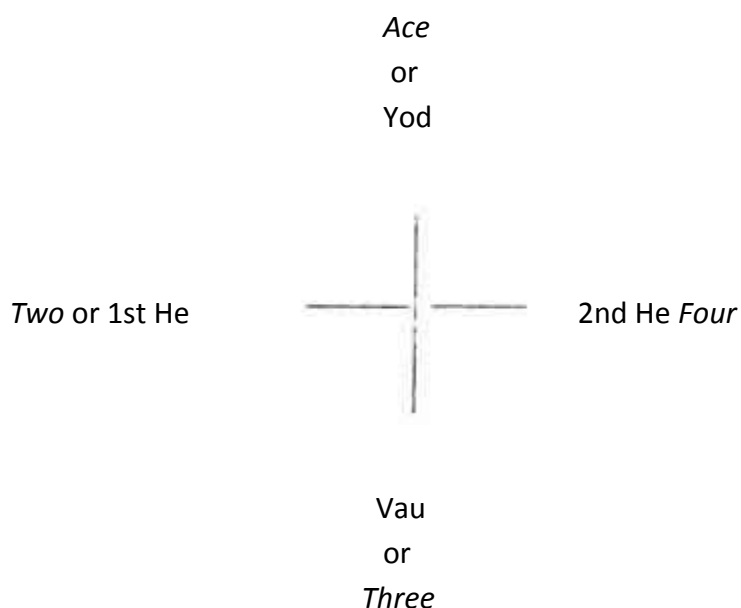 Ace
or
Yod
Two or 1st He
2nd He Four
Vau
or
Three